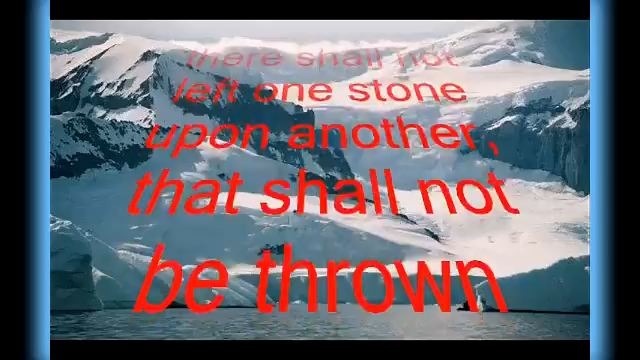 there shall not
left one stone
upon another,
that shall not
be thrown